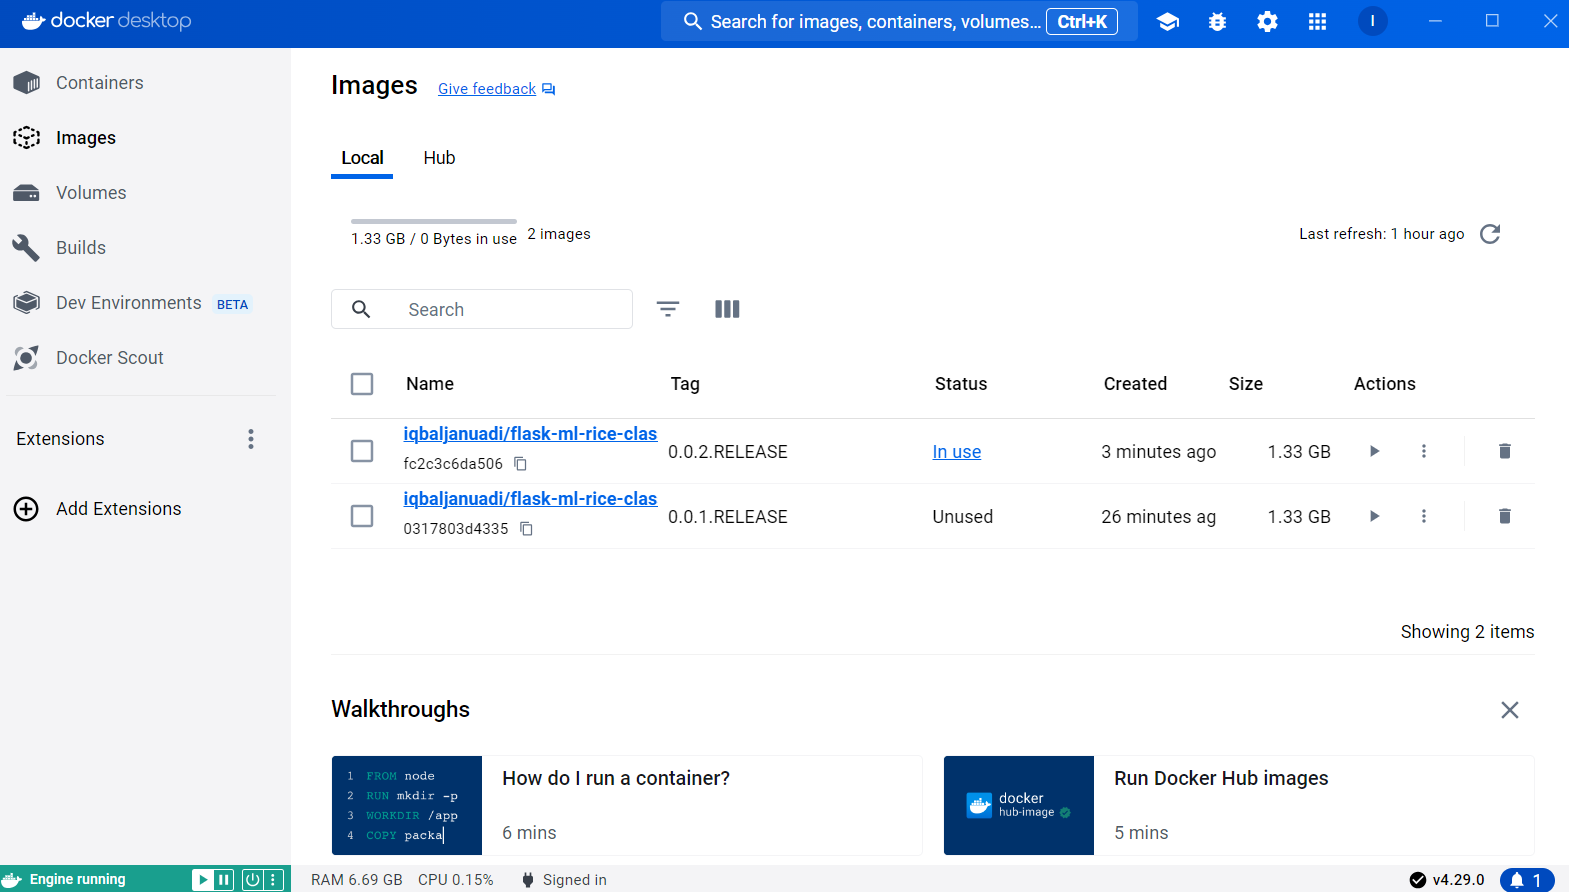 docker desktop
Search for images, containers, volumes... Ctrl+K
I
Containers
Images
Volumes
Builds
Dev Environments BETA
Docker Scout
Extensions
Add Extensions
Images Give feedback
Local Hub
1.33 GB / 0 Bytes in use 2 images
Last refresh: 1 hour ago
Search
Name Tag Status Created Size Actions
iqbaljanuadi/flask-ml-rice-clas
fc2c3c6da506
0.0.2.RELEASE In use 3 minutes ago 1.33 GB
iqbaljanuadi/flask-ml-rice-clas
0317803d4335
0.0.1.RELEASE Unused 26 minutes ag 1.33 GB
Showing 2 items
Walkthroughs
1 FROM node
2 RUN mkdir -p
3 WORKDIR /app
4 COPY packa
How do I run a container?
6 mins
docker
hub-image
Run Docker Hub images
5 mins
Engine running
RAM 6.69 GB CPU 0.15% Signed in
v4.29.0 1